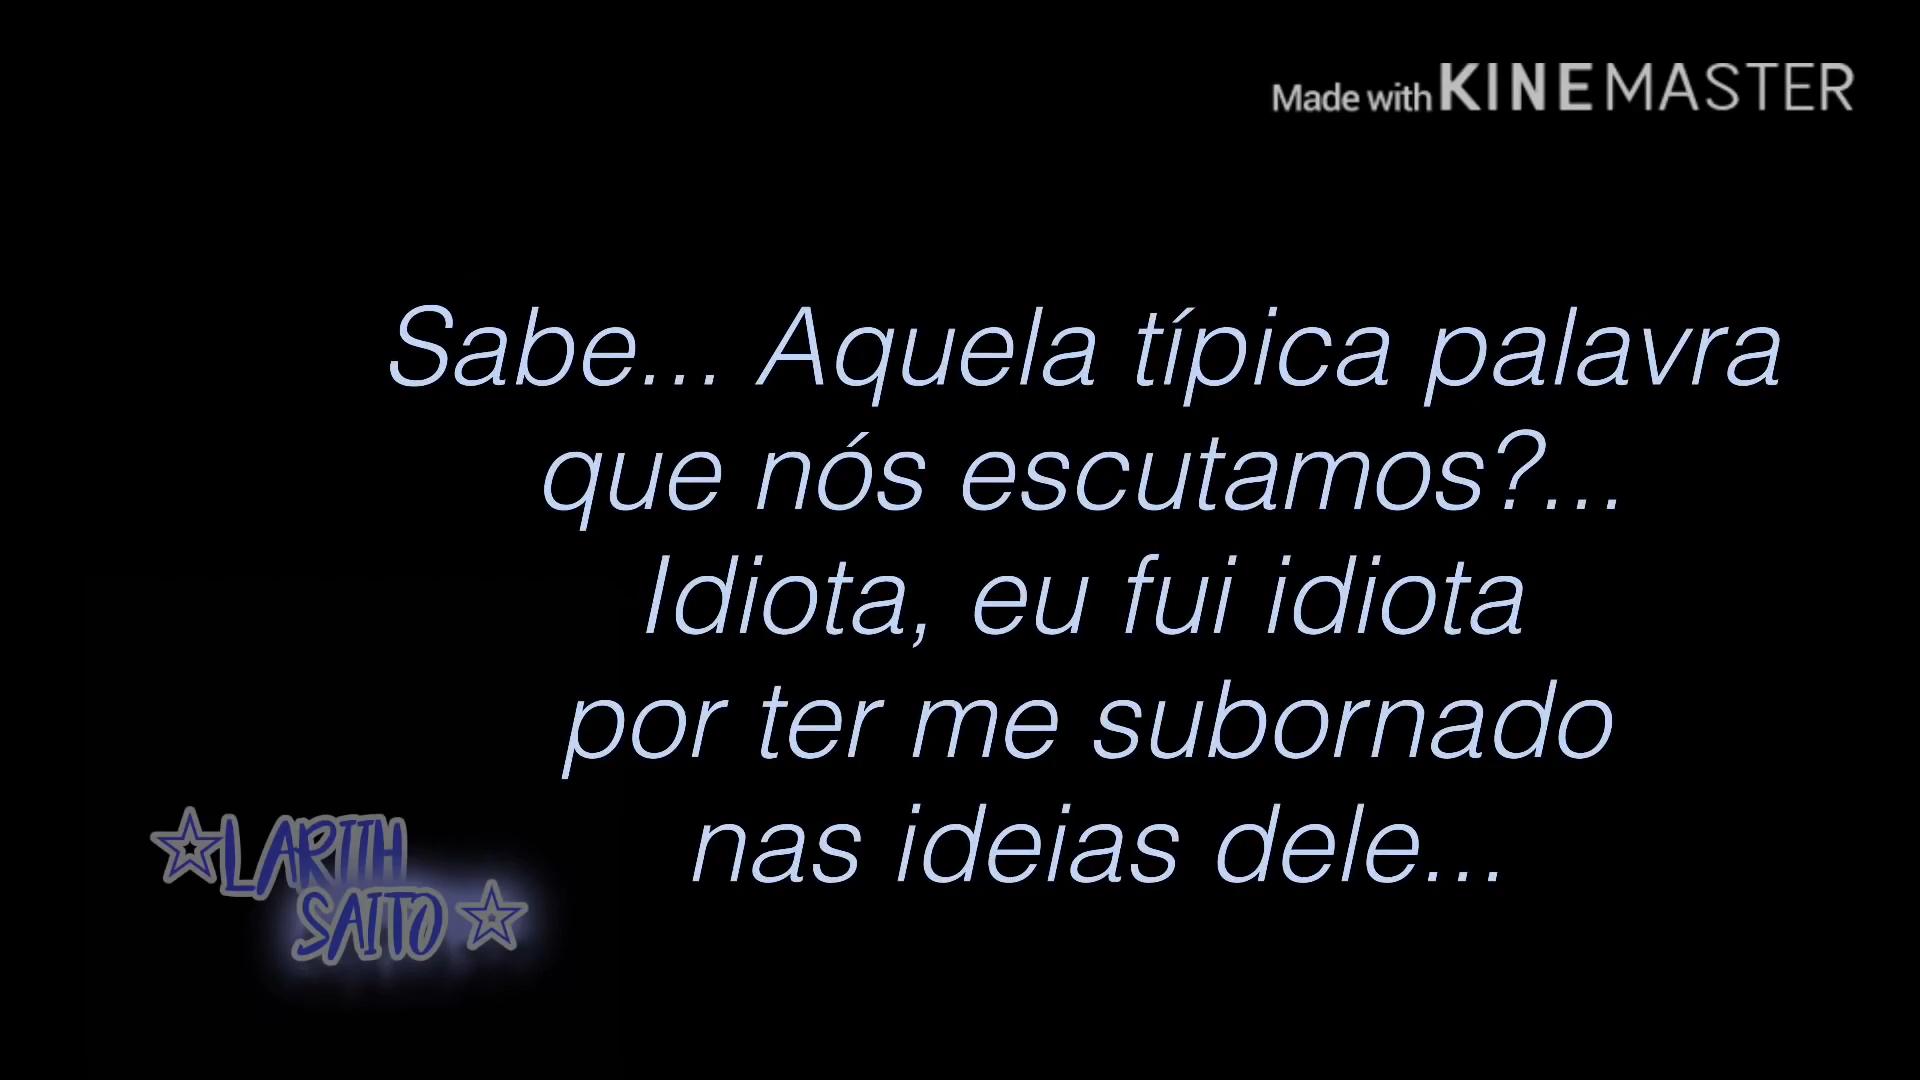 Made with KINEMASTER
Sabe... Aquela típica palavra
que nós escutamos?...
Idiota, eu fui idiota
por ter me subornado
nas ideias dele...
☆LARITH
SAITO☆